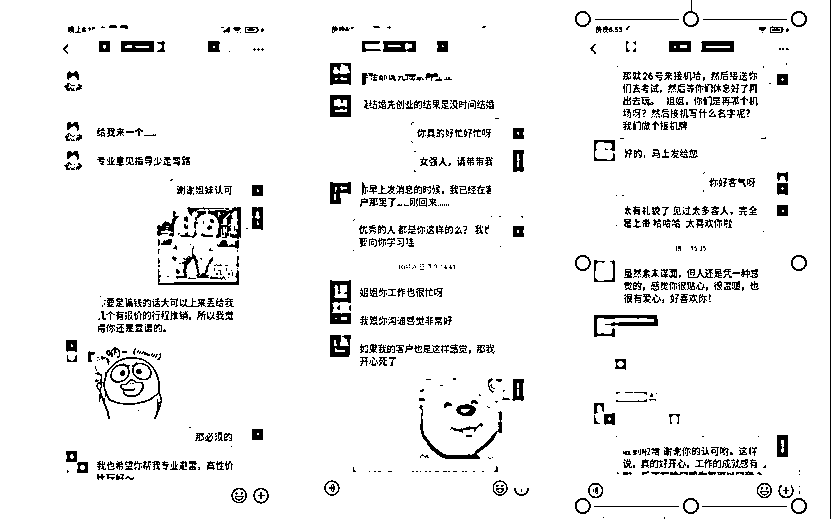 给我来一个
专业意见指导少走弯路
谢谢姐妹认可
要是骗钱的话大可以上来丢给我
几个有报价的行程推销，所以我觉
得你还是靠谱的。
那必须的
我也希望你帮我专业避雷，高性价
结婚先创业的结果是没时间结婚
你真的好忙好忙呀
女强人，请带带我
你早上发消息的时候，我已经在客
户那里了......刚回来......
优秀的人都是你这样的么？我
要向你学习哇
姐姐你工作也很忙呀
我跟你沟通感觉非常好
如果我的客户也是这样感觉，那我
开心死了
那就26号来接机哈，然后接送你
们去考试，然后等你们休息好了再
出去玩。 姐姐，你们是再那个机
场呀？然后接机写什么名字呢？
我们做个接机牌
好的，马上发给您
你好客气呀
太有礼貌了 见过太多客人，完全
是上帝 哈哈哈 太喜欢你啦
虽然素未谋面，但人还是凭一种感
觉的，感觉你很贴心，很温暖，也
很有爱心，好喜欢你！
谢谢你的认可哟。这样
说，真的好开心，工作的成就感有